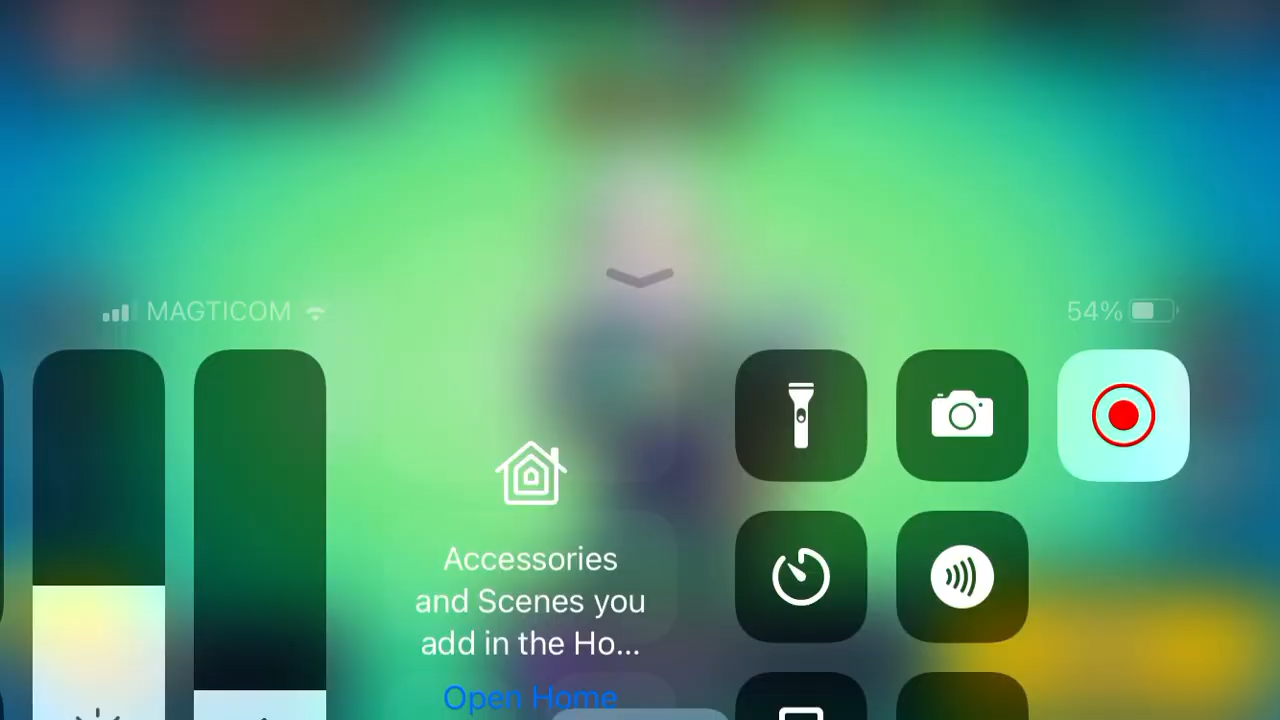 MAGTICOM
54%
Accessories
and Scenes you
add in the Ho...
Open Home